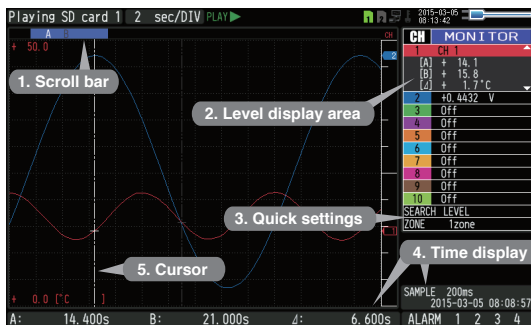 Playing SD card 1 2 sec/DIV PLAY
2015-03-05
08:13:42
A B
CH
CH MONITOR
+ 50.0
1 CH 1
[A] + 14.1
[B] + 15.8
[⊿] + 1.7°C
2
2 +0.4432 V
3 Off
4 Off
5 Off
6 Off
7 Off
8 Off
9 Off
10 Off
1. Scroll bar
2. Level display area
3. Quick settings
SEARCH LEVEL
ZONE 1zone
1
4. Time display
5. Cursor
SAMPLE 200ms
2015-03-05 08:08:57
+ 0.0 [°C ]
A: 14.400s B: 21.000s ⊿: 6.600s
ALARM 1 2 3 4